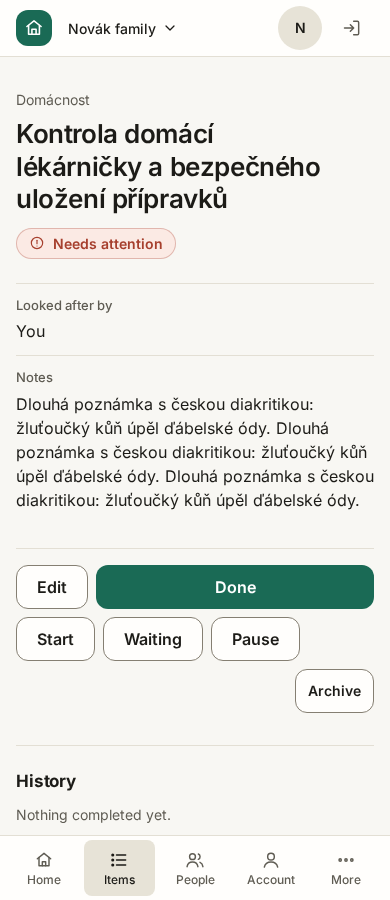 Novák family
N
Domácnost
Kontrola domácí
lékárničky a bezpečného
uložení přípravků
Needs attention
Looked after by
You
Notes
Dlouhá poznámka s českou diakritikou:
žluťoučký kůň úpěl ďábelské ódy. Dlouhá
poznámka s českou diakritikou: žluťoučký kůň
úpěl ďábelské ódy. Dlouhá poznámka s českou
diakritikou: žluťoučký kůň úpěl ďábelské ódy.
Edit
Done
Start
Waiting
Pause
Archive
History
Nothing completed yet.
Home
Items
People
Account
More